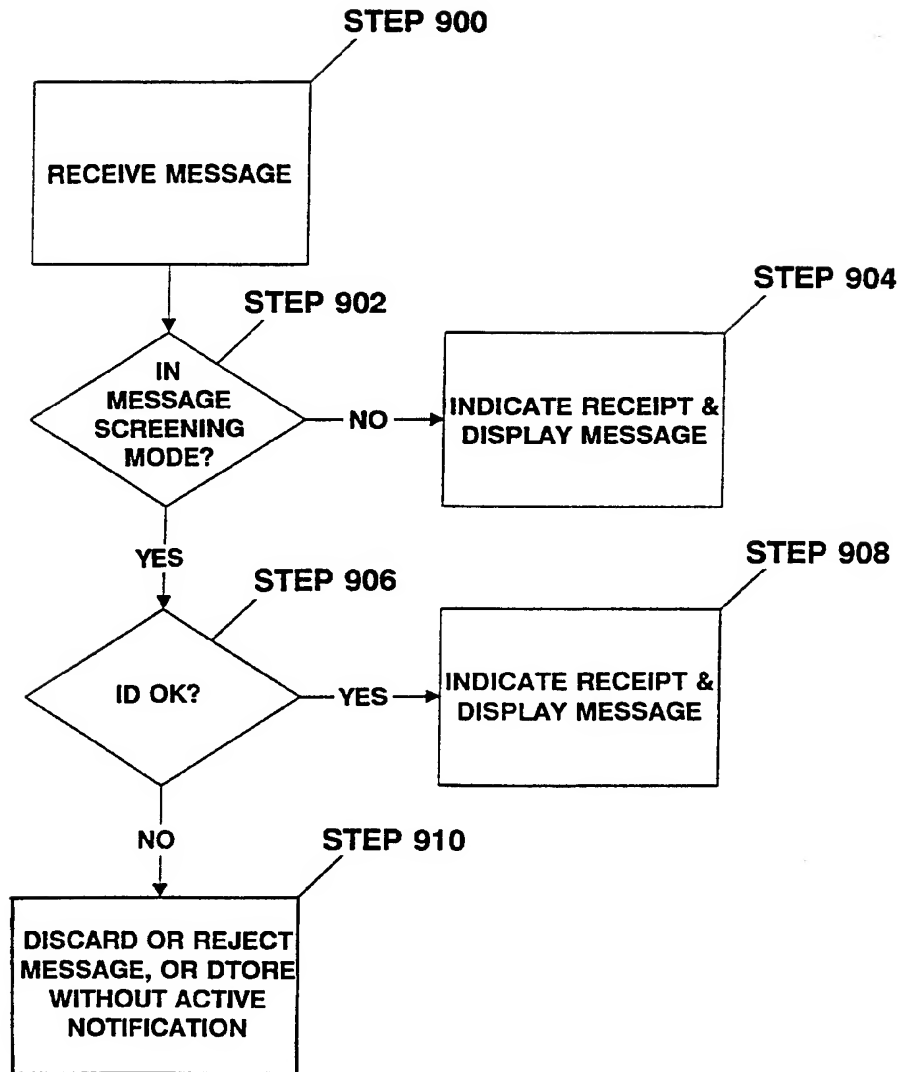 STEP 900
RECEIVE MESSAGE
STEP 902
STEP 904
IN
MESSAGE
SCREENING
MODE?
NO
INDICATE RECEIPT &
DISPLAY MESSAGE
YES
STEP 906
STEP 908
ID OK?
YES
INDICATE RECEIPT &
DISPLAY MESSAGE
NO
STEP 910
DISCARD OR REJECT
MESSAGE, OR DTORE
WITHOUT ACTIVE
NOTIFICATION